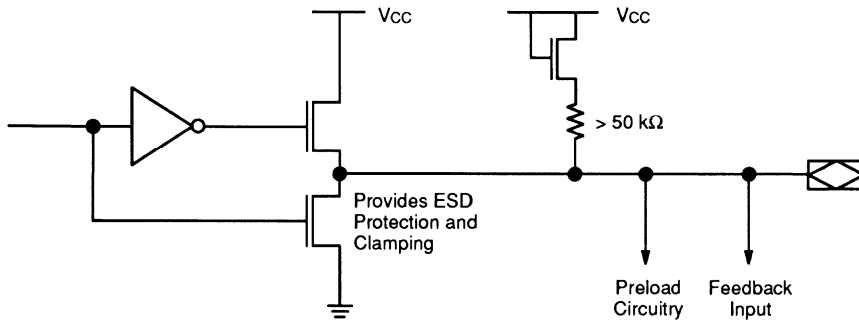 VCC
VCC
> 50 kΩ
Provides ESD
Protection and
Clamping
Preload
Circuitry
Feedback
Input